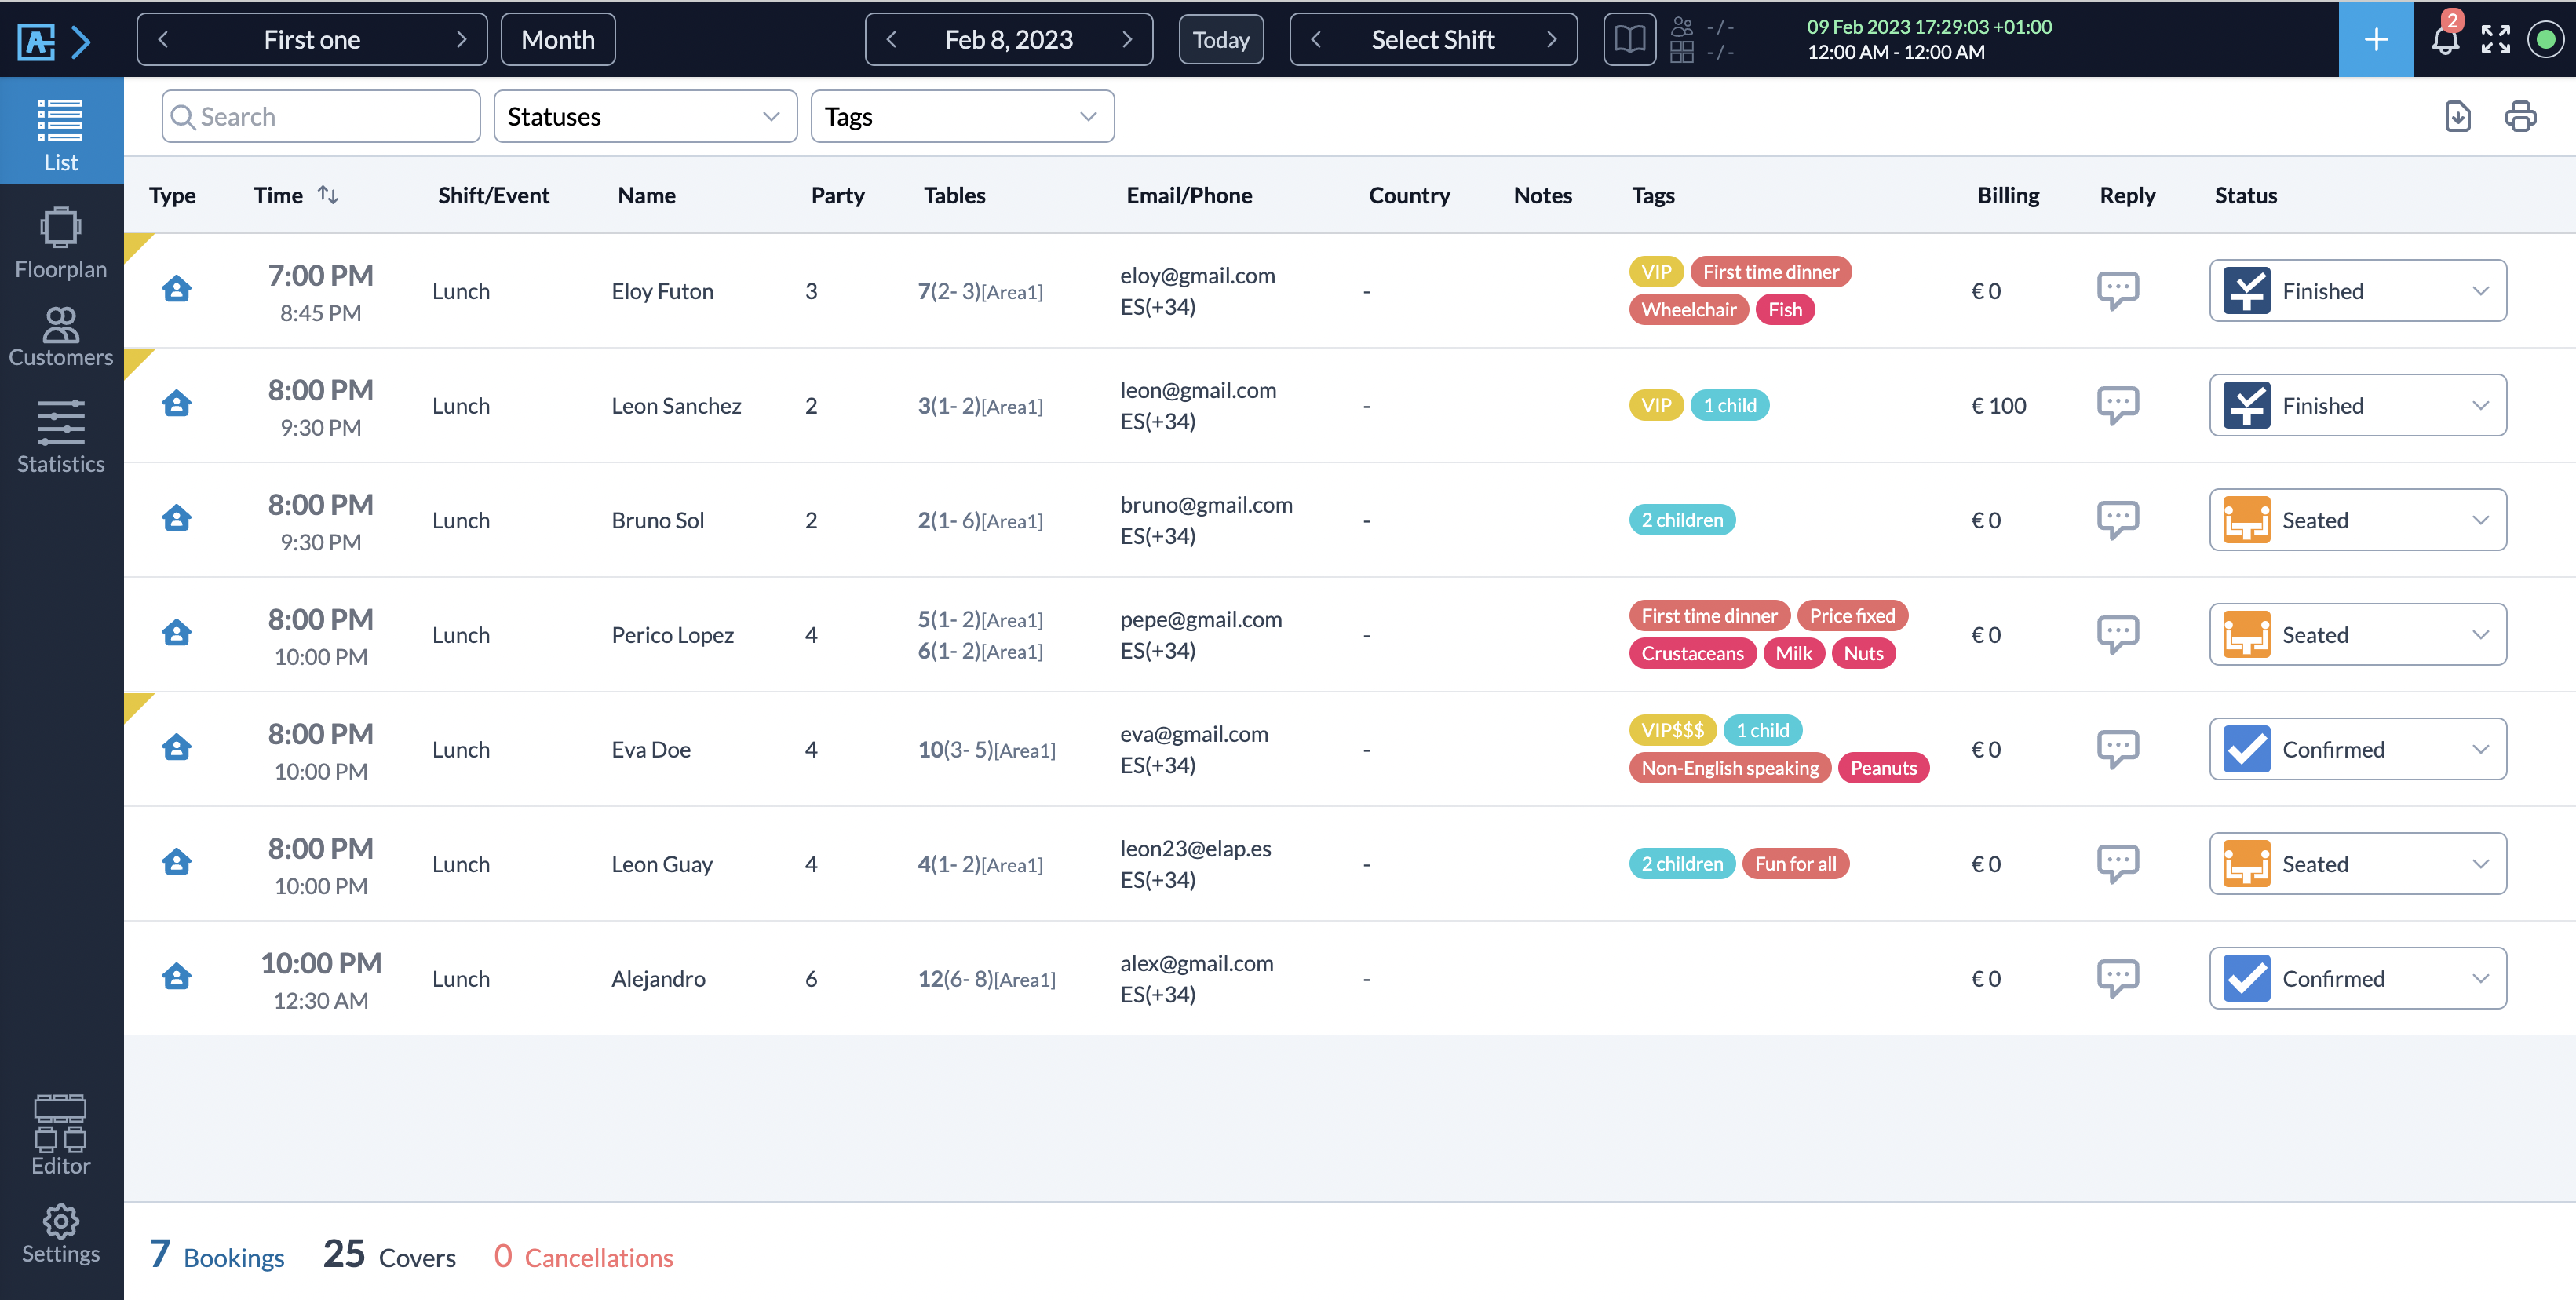 First one
Month
Feb 8, 2023
Today
Select Shift
- / -
- / -
09 Feb 2023 17:29:03 +01:00
12:00 AM - 12:00 AM
2
List
Floorplan
Customers
Statistics
Editor
Settings
Search
Statuses
Tags
Type Time Shift/Event Name Party Tables Email/Phone Country Notes Tags Billing Reply Status
7:00 PM
8:45 PM
Lunch
Eloy Futon
3
7(2- 3)[Area1]
eloy@gmail.com
ES(+34)
-
VIP First time dinner
Wheelchair Fish
€ 0
Finished
8:00 PM
9:30 PM
Lunch
Leon Sanchez
2
3(1- 2)[Area1]
leon@gmail.com
ES(+34)
-
VIP 1 child
€ 100
Finished
8:00 PM
9:30 PM
Lunch
Bruno Sol
2
2(1- 6)[Area1]
bruno@gmail.com
ES(+34)
-
2 children
€ 0
Seated
8:00 PM
10:00 PM
Lunch
Perico Lopez
4
5(1- 2)[Area1]
6(1- 2)[Area1]
pepe@gmail.com
ES(+34)
-
First time dinner Price fixed
Crustaceans Milk Nuts
€ 0
Seated
8:00 PM
10:00 PM
Lunch
Eva Doe
4
10(3- 5)[Area1]
eva@gmail.com
ES(+34)
-
VIP$$$ 1 child
Non-English speaking Peanuts
€ 0
Confirmed
8:00 PM
10:00 PM
Lunch
Leon Guay
4
4(1- 2)[Area1]
leon23@elap.es
ES(+34)
-
2 children Fun for all
€ 0
Seated
10:00 PM
12:30 AM
Lunch
Alejandro
6
12(6- 8)[Area1]
alex@gmail.com
ES(+34)
-
€ 0
Confirmed
7 Bookings 25 Covers 0 Cancellations